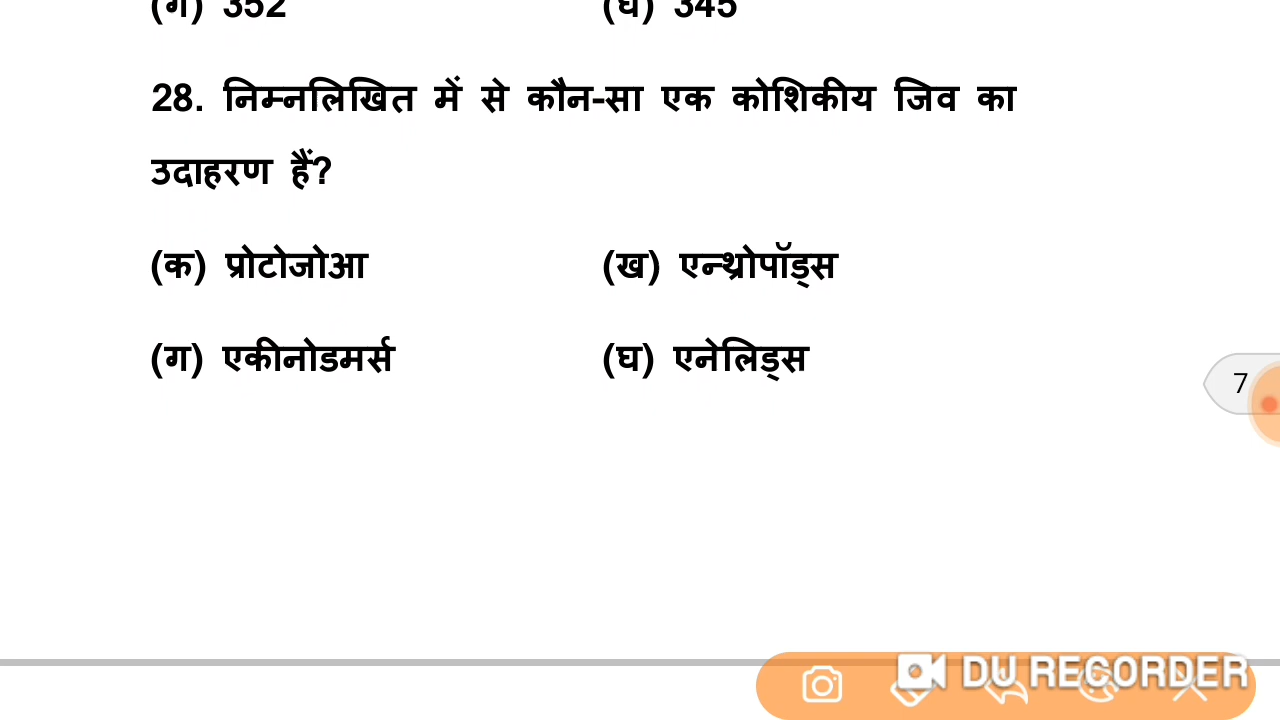 (ग) 352 (घ) 345
28. निम्नलिखित में से कौन-सा एक कोशिकीय जिव का
उदाहरण हैं?
(क) प्रोटोजोआ (ख) एन्थ्रोपॉड्स
(ग) एकीनोडमर्स (घ) एनेलिड्स
7
DU RECORDER